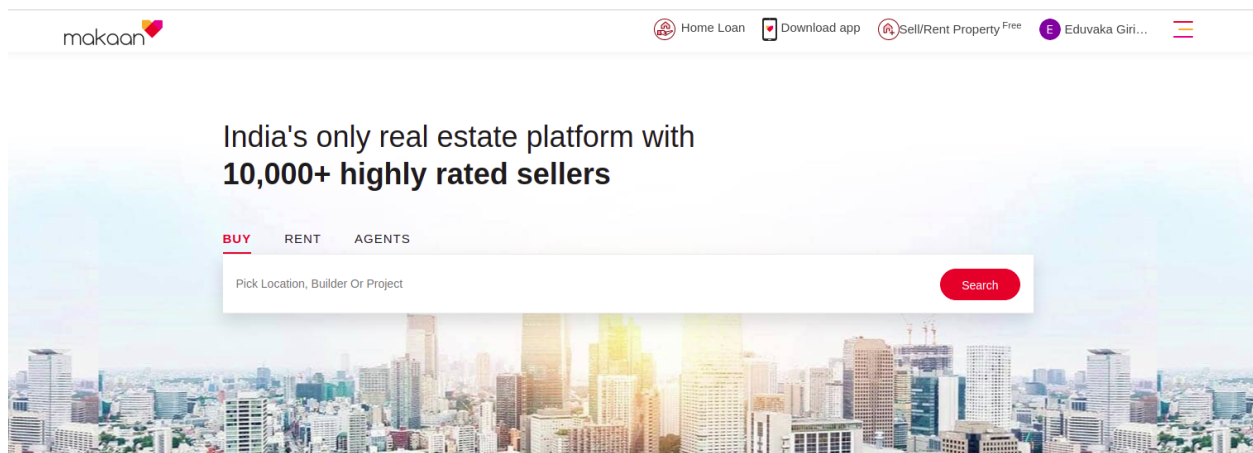 makaan
Home Loan
Download app
Sell/Rent Property Free
E
Eduvaka Giri...
India's only real estate platform with
10,000+ highly rated sellers
BUY
RENT
AGENTS
Pick Location, Builder Or Project
Search